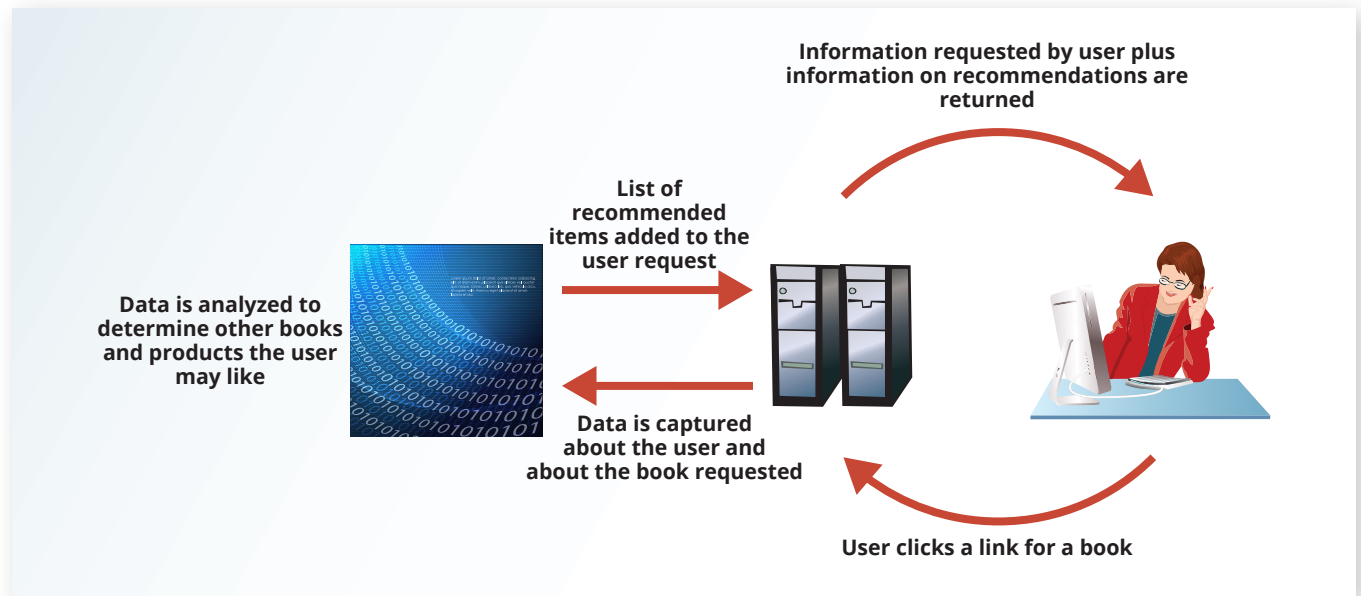 Information requested by user plus
information on recommendations are
returned
List of
recommended
items added to the
user request
Data is analyzed to
determine other books
and products the user
may like
Data is captured
about the user and
about the book requested
User clicks a link for a book